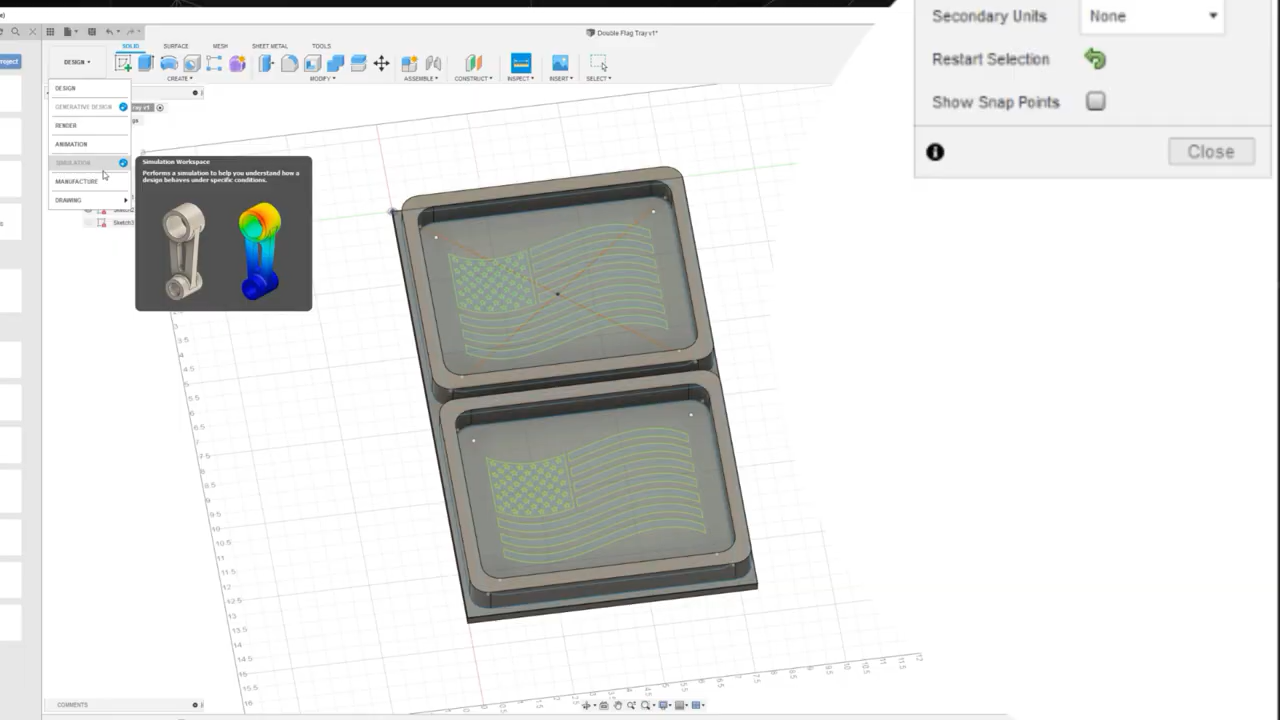 Secondary Units
None
Restart Selection
Show Snap Points
Close
Double Flag Tray v1*
SOLID
SURFACE
MESH
SHEET METAL
TOOLS
DESIGN
CREATE
MODIFY
ASSEMBLE
CONSTRUCT
INSPECT
INSERT
SELECT
DESIGN
GENERATIVE DESIGN
RENDER
ANIMATION
SIMULATION
MANUFACTURE
DRAWING
Simulation Workspace
Performs a simulation to help you understand how a
design behaves under specific conditions.
COMMENTS